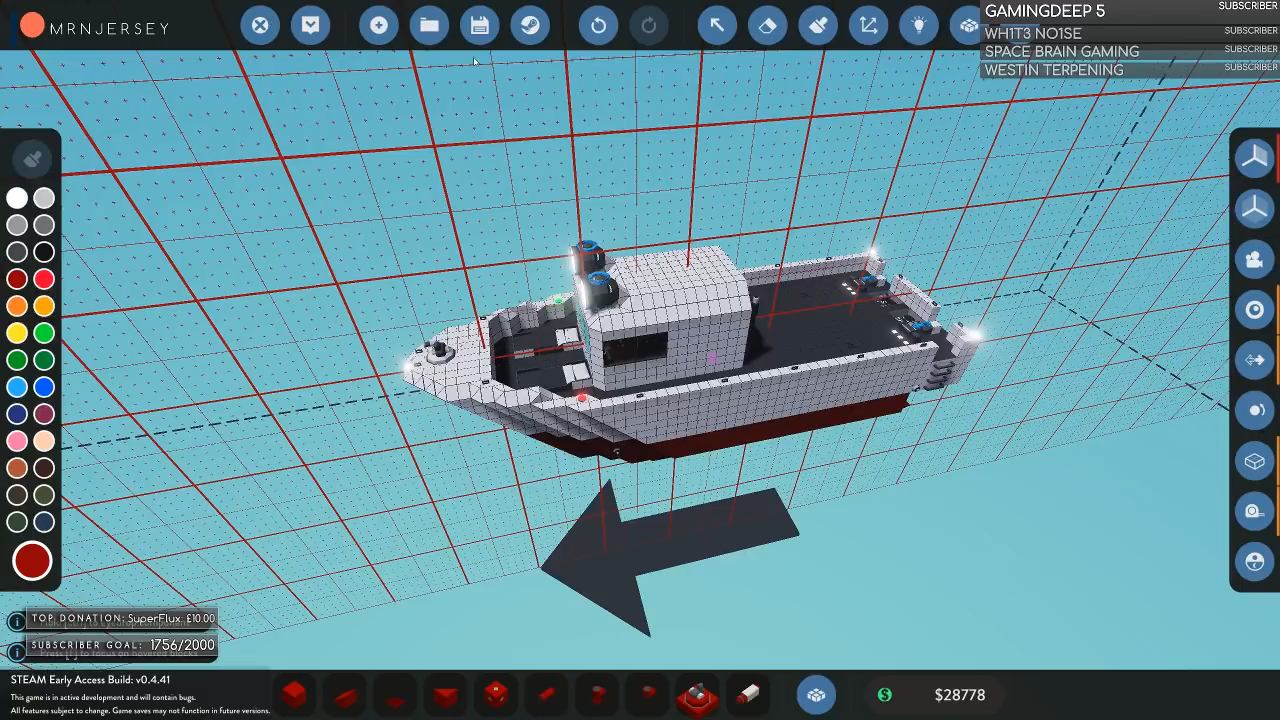 MRNJERSEY
GAMINGDEEP 5 SUBSCRIBER
WH1T3 NO1SE SUBSCRIBER
SPACE BRAIN GAMING SUBSCRIBER
WESTIN TERPENING SUBSCRIBER
TOP DONATION: SuperFlux: £10.00
SUBSCRIBER GOAL: 1756/2000
STEAM Early Access Build: v0.4.41
This game is in active development and will contain bugs.
All features subject to change. Game saves may not function in future versions.
$ $28778